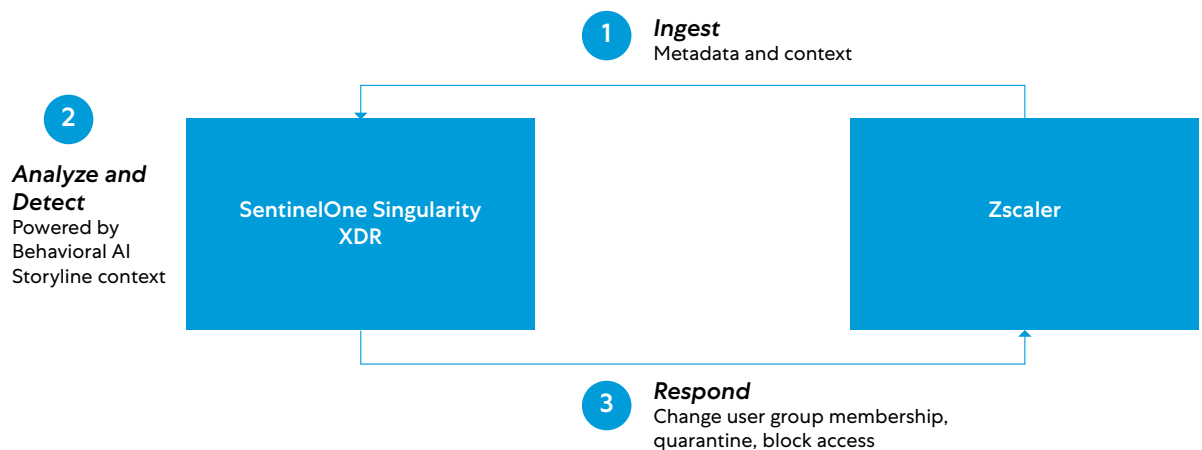 1
Ingest
Metadata and context
2
Analyze and
Detect
Powered by
Behavioral AI
Storyline context
SentinelOne Singularity
XDR
Zscaler
3
Respond
Change user group membership,
quarantine, block access